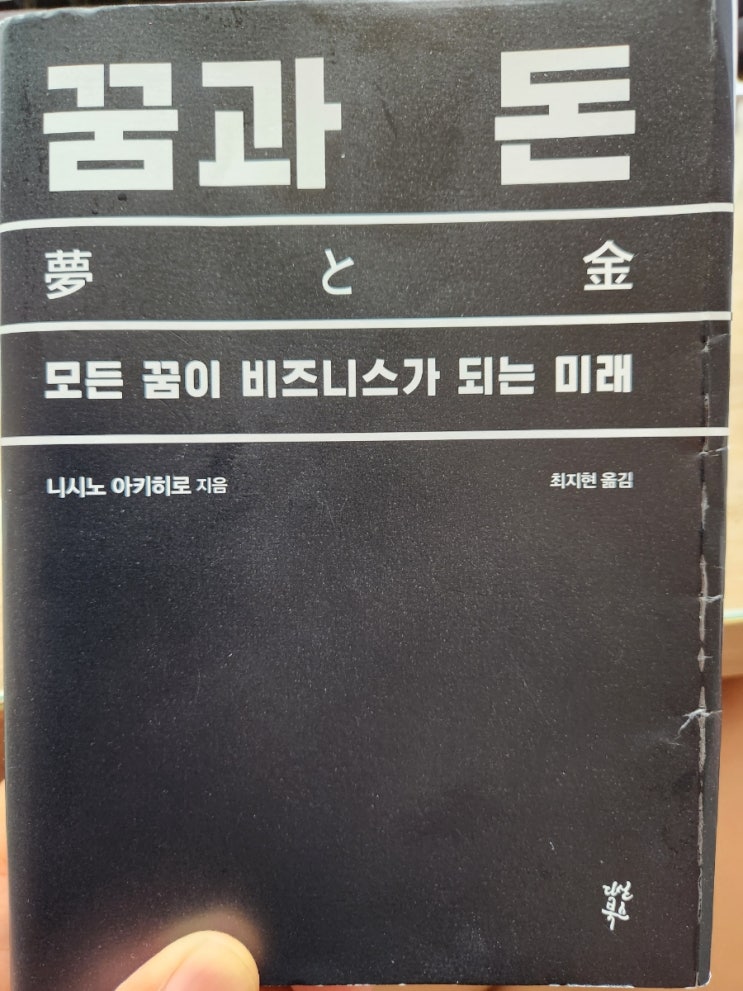 꿈과 돈
夢と金
모든 꿈이 비즈니스가 되는 미래
니시노 아키히로 지음
최지현 옮김
다산
북스